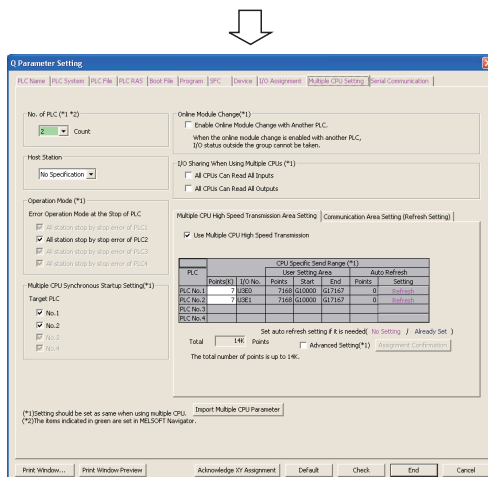 Q Parameter Setting
PLC Name PLC System PLC File PLC RAS Boot File Program SFC Device I/O Assignment Multiple CPU Setting Serial Communication
No. of PLC (*1 *2)
2 Count
Host Station
No Specification
Operation Mode (*1)
Error Operation Mode at the Stop of PLC
All station stop by stop error of PLC1
All station stop by stop error of PLC2
All station stop by stop error of PLC3
All station stop by stop error of PLC4
Multiple CPU Synchronous Startup Setting(*1)
Target PLC
No.1
No.2
No.3
No.4
Online Module Change(*1)
Enable Online Module Change with Another PLC.
When the online module change is enabled with another PLC,
I/O status outside the group cannot be taken.
I/O Sharing When Using Multiple CPUs (*1)
All CPUs Can Read All Inputs
All CPUs Can Read All Outputs
Multiple CPU High Speed Transmission Area Setting Communication Area Setting (Refresh Setting)
Use Multiple CPU High Speed Transmission
CPU Specific Send Range (*1)
PLC User Setting Area Auto Refresh
Points(K) I/O No. Points Start End Points Setting
PLC No.1 7 U3E0 7168 G10000 G17167 0 Refresh
PLC No.2 7 U3E1 7168 G10000 G17167 0 Refresh
PLC No.3
PLC No.4
Set auto refresh setting if it is needed( No Setting / Already Set )
Total 14K Points Advanced Setting(*1) Assignment Confirmation
The total number of points is up to 14K.
(*1)Setting should be set as same when using multiple CPU. Import Multiple CPU Parameter
(*2)The items indicated in green are set in MELSOFT Navigator.
Print Window... Print Window Preview Acknowledge XY Assignment Default Check End Cancel